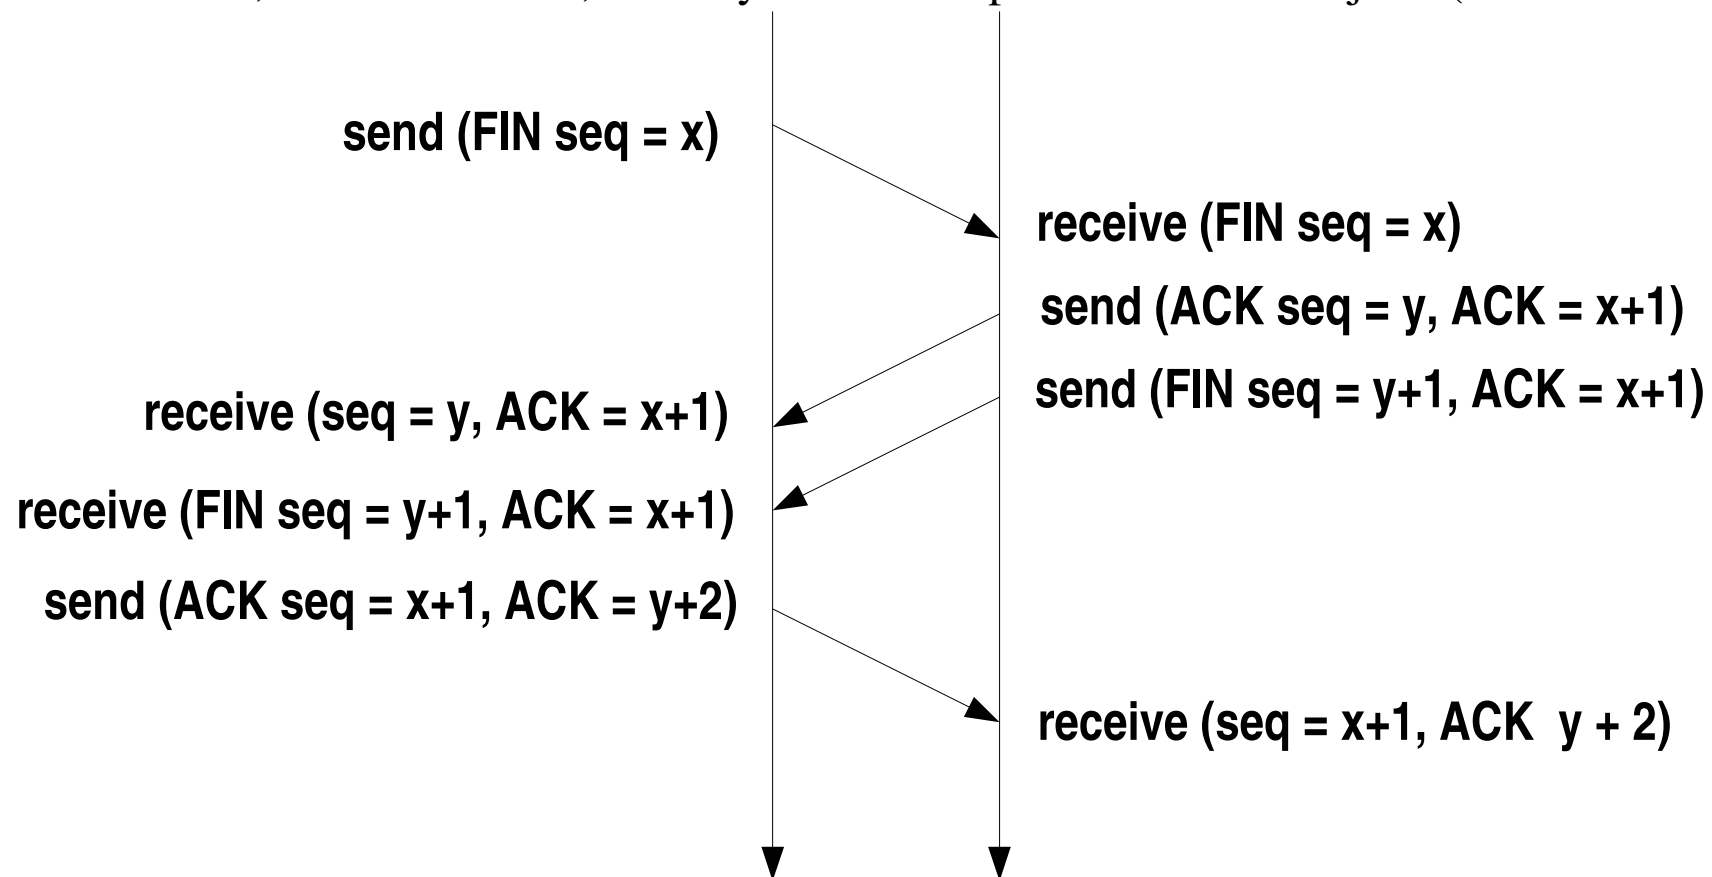 send (FIN seq = x)
receive (FIN seq = x)
send (ACK seq = y, ACK = x+1)
send (FIN seq = y+1, ACK = x+1)
receive (seq = y, ACK = x+1)
receive (FIN seq = y+1, ACK = x+1)
send (ACK seq = x+1, ACK = y+2)
receive (seq = x+1, ACK  y + 2)